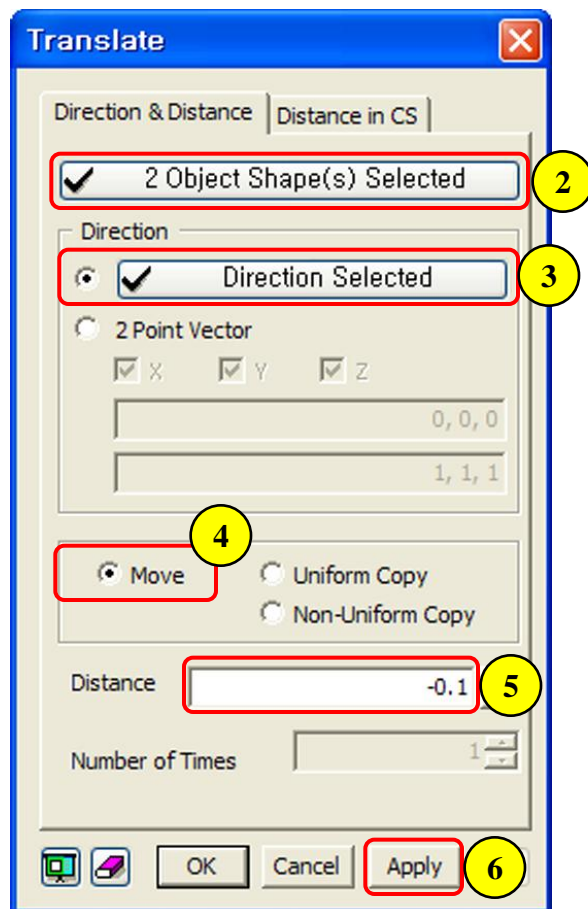 Translate
Direction & Distance Distance in CS
2 Object Shape(s) Selected 2
Direction
Direction Selected 3
2 Point Vector
X Y Z
0, 0, 0
1, 1, 1
4
Move Uniform Copy
Non-Uniform Copy
Distance -0.1 5
Number of Times 1
OK Cancel Apply 6